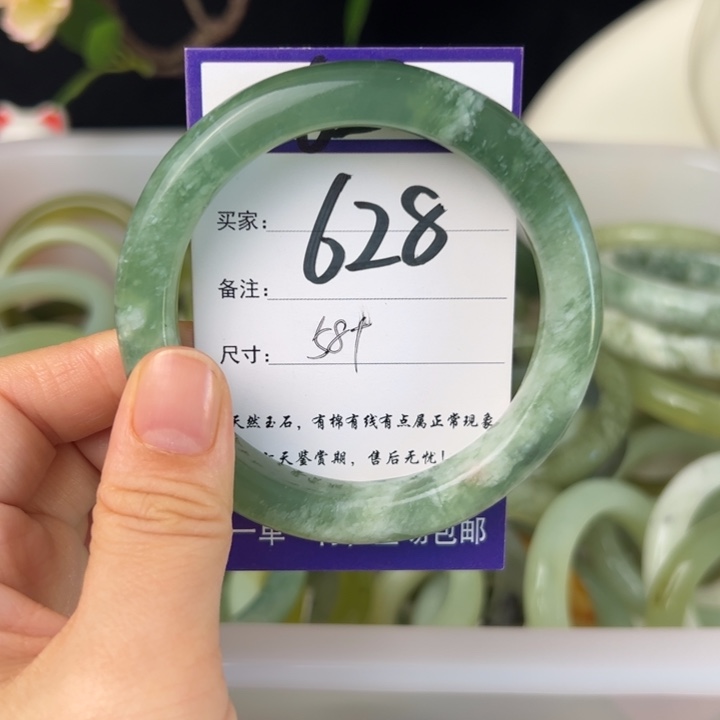 买家: 628
备注:
尺寸: 58
天然玉石，有棉有线有点属正常现象
天鉴赏期，售后无忧!
一单 包邮